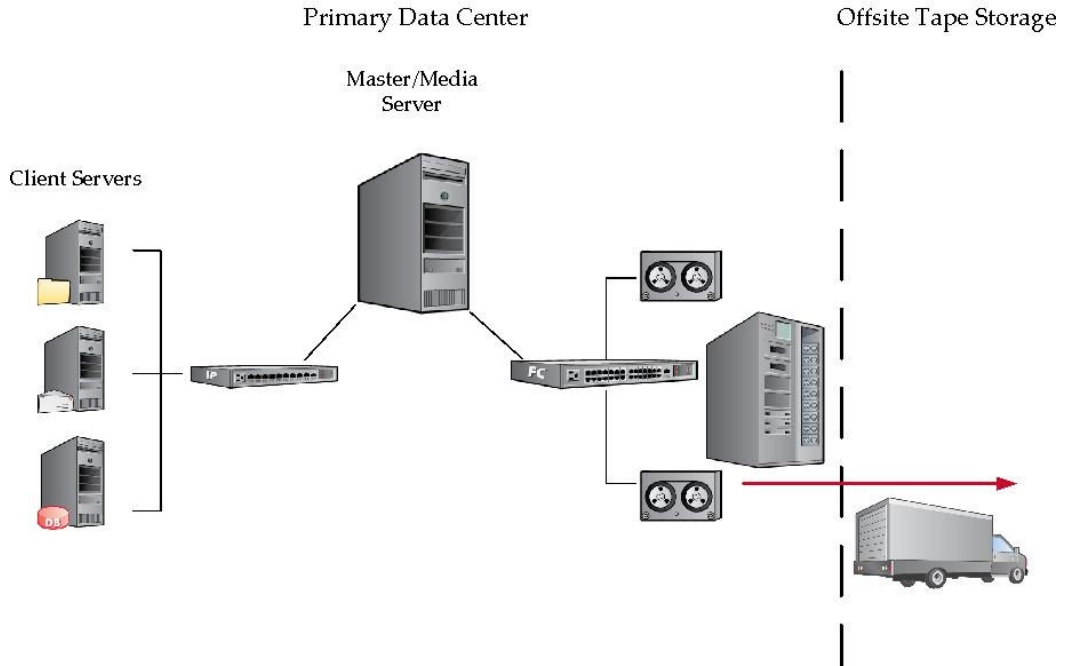 Primary Data Center
Offsite Tape Storage
Master/Media
Server
Client Servers
IP
FC
DB